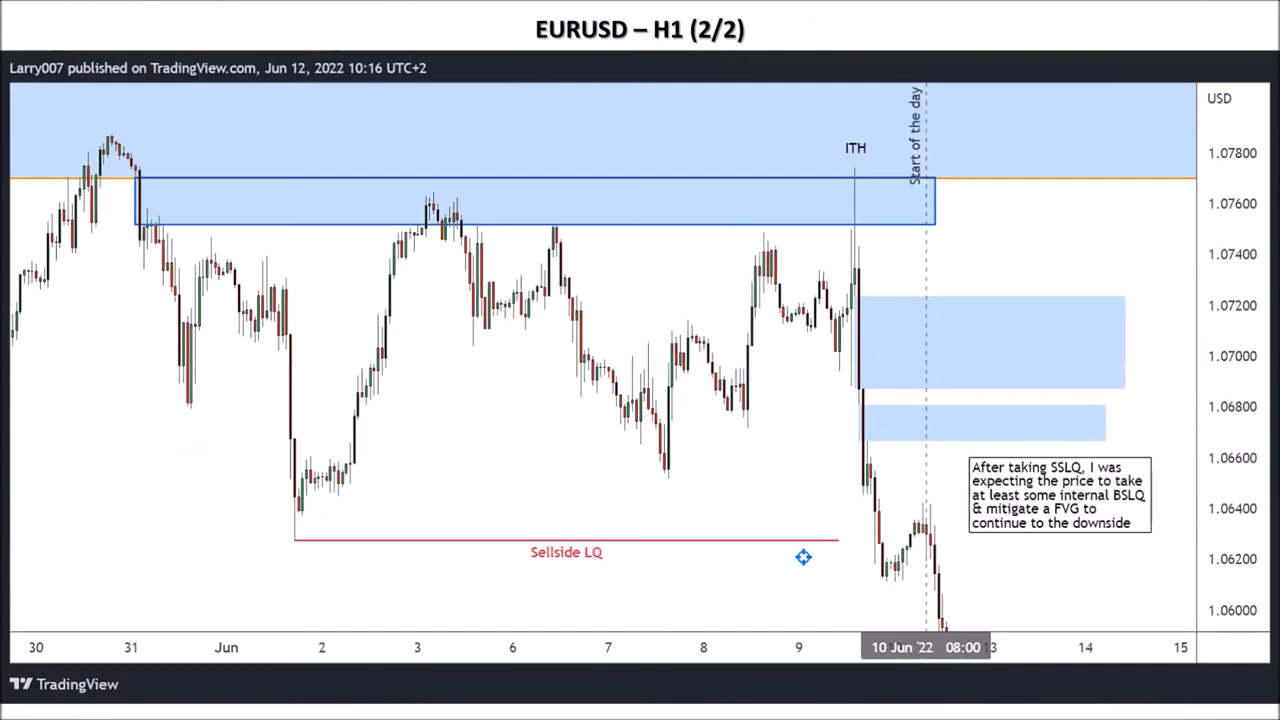 EURUSD – H1 (2/2)
Larry007 published on TradingView.com, Jun 12, 2022 10:16 UTC+2
USD
Start of the day
ITH
1.07800
1.07600
1.07400
1.07200
1.07000
1.06800
1.06600
1.06400
1.06200
1.06000
After taking SSLQ, I was
expecting the price to take
at least some internal BSLQ
& mitigate a FVG to
continue to the downside
Sellside LQ
30 31 Jun 2 3 6 7 8 9 10 Jun '22 08:00 13 14 15
TradingView